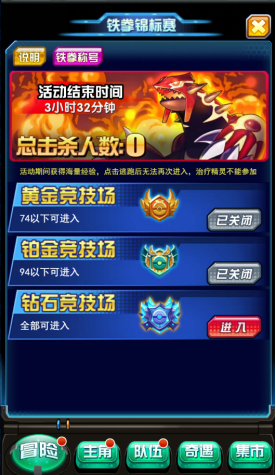 铁拳锦标赛
说明
铁拳称号
活动结束时间
3小时32分钟
总击杀人数:0
活动期间获得海量经验，点击逃跑后无法再次进入，治疗精灵不能参加
黄金竞技场
74以下可进入
已关闭
铂金竞技场
94以下可进入
已关闭
钻石竞技场
全部可进入
进入
冒险
主角
队伍
奇遇
集市